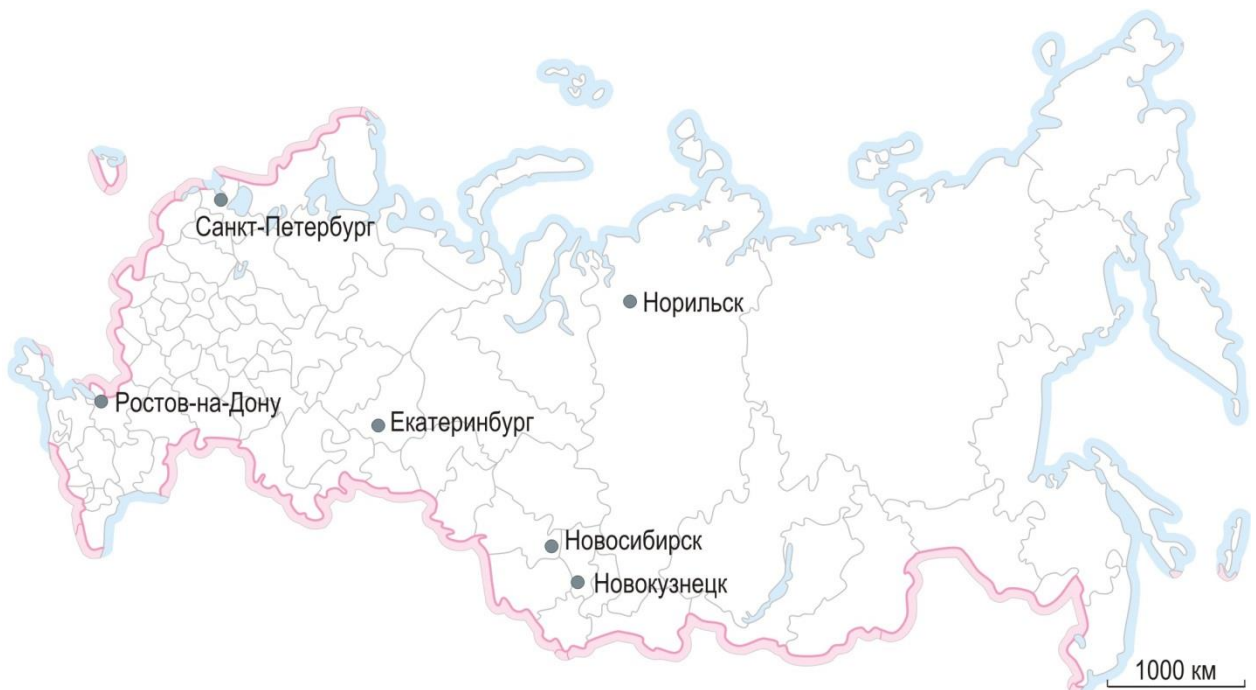 Санкт-Петербург
Норильск
Ростов-на-Дону
Екатеринбург
Новосибирск
Новокузнецк
1000 км